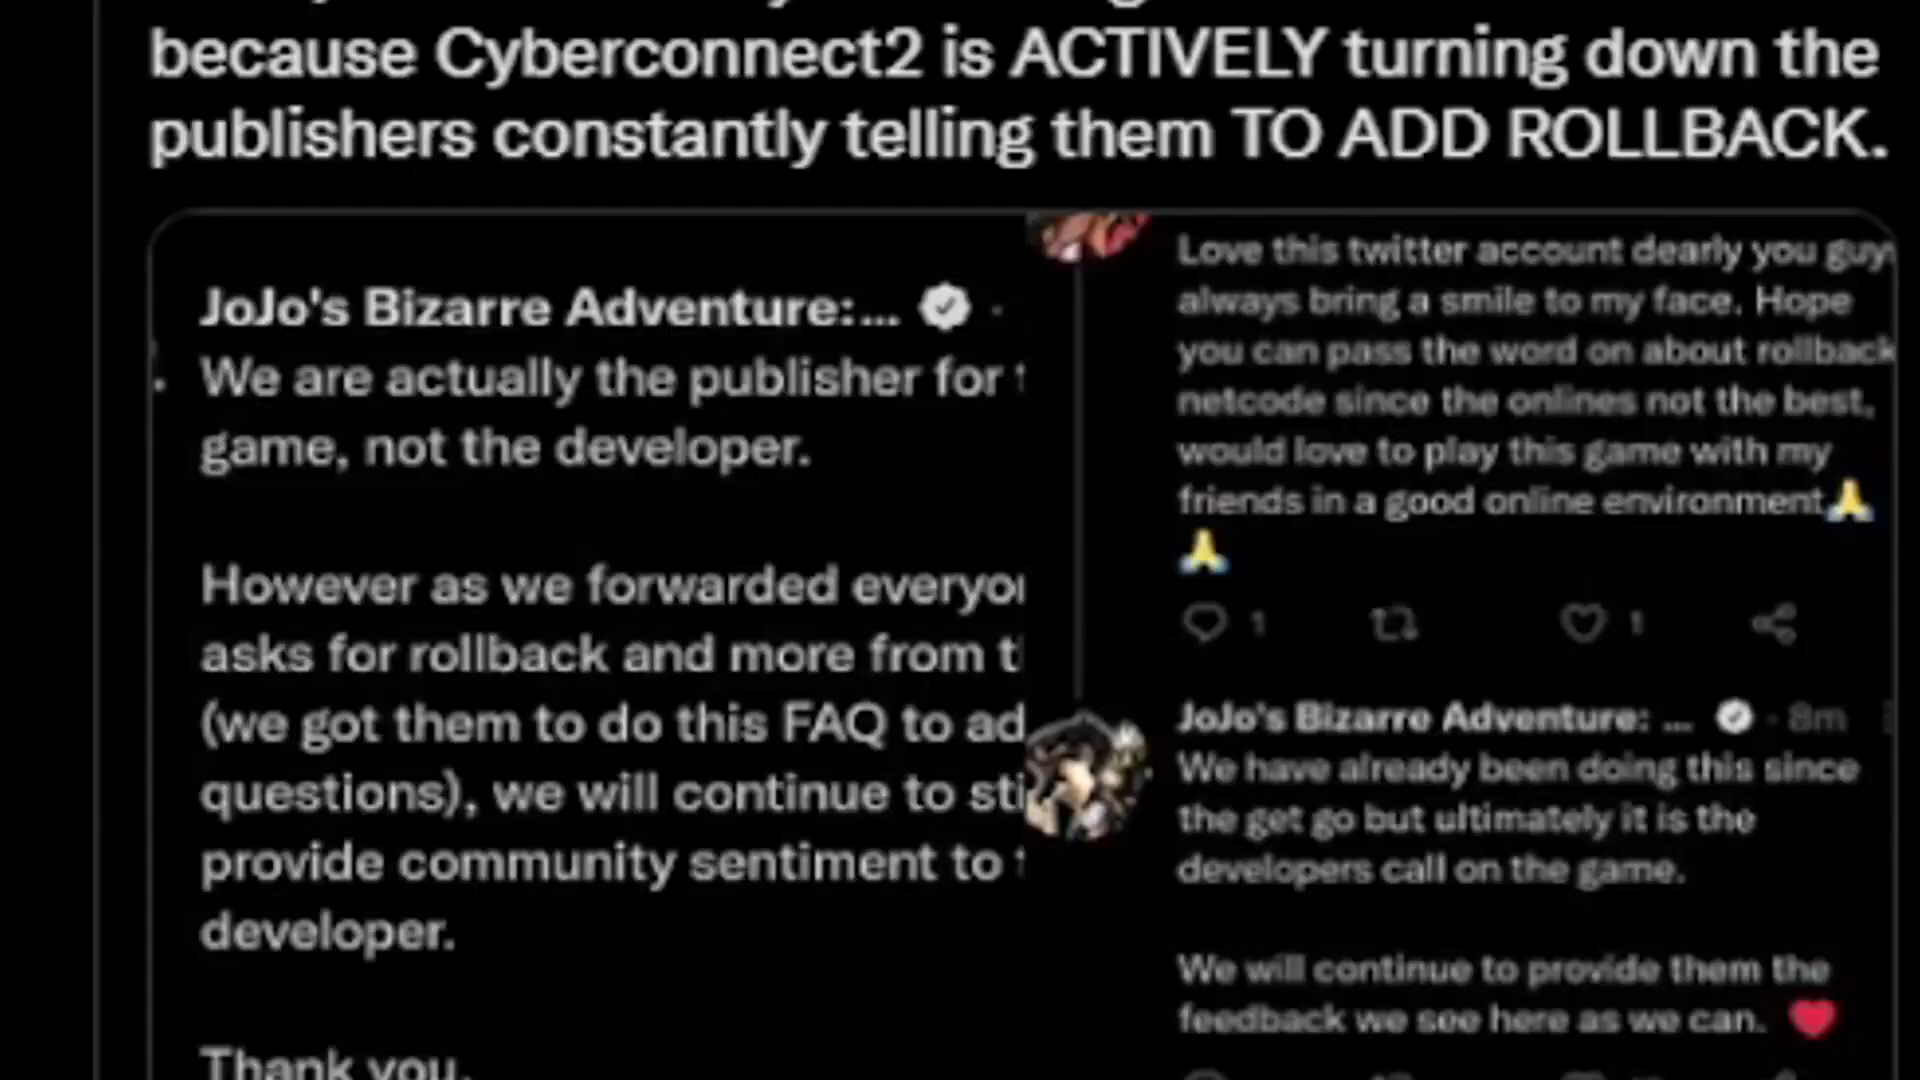 because Cyberconnect2 is ACTIVELY turning down the
publishers constantly telling them TO ADD ROLLBACK.
JoJo's Bizarre Adventure:... ·
We are actually the publisher for
game, not the developer.
However as we forwarded
asks for rollback and more from
(we got them to do this FAQ to
questions), we will continue to
provide community sentiment to
developer.
Thank you.
Love this twitter account dearly you guys
always bring a smile to my face. Hope
you can pass the word on about rollback
netcode since the onlines not the best,
would love to play this game with my
friends in a good online environment🙏
🙏
1 1
JoJo's Bizarre Adventure: ... · 8m
We have already been doing this since
the get go but ultimately it is the
developers call on the game.
We will continue to provide them the
feedback we see here as we can. ❤️